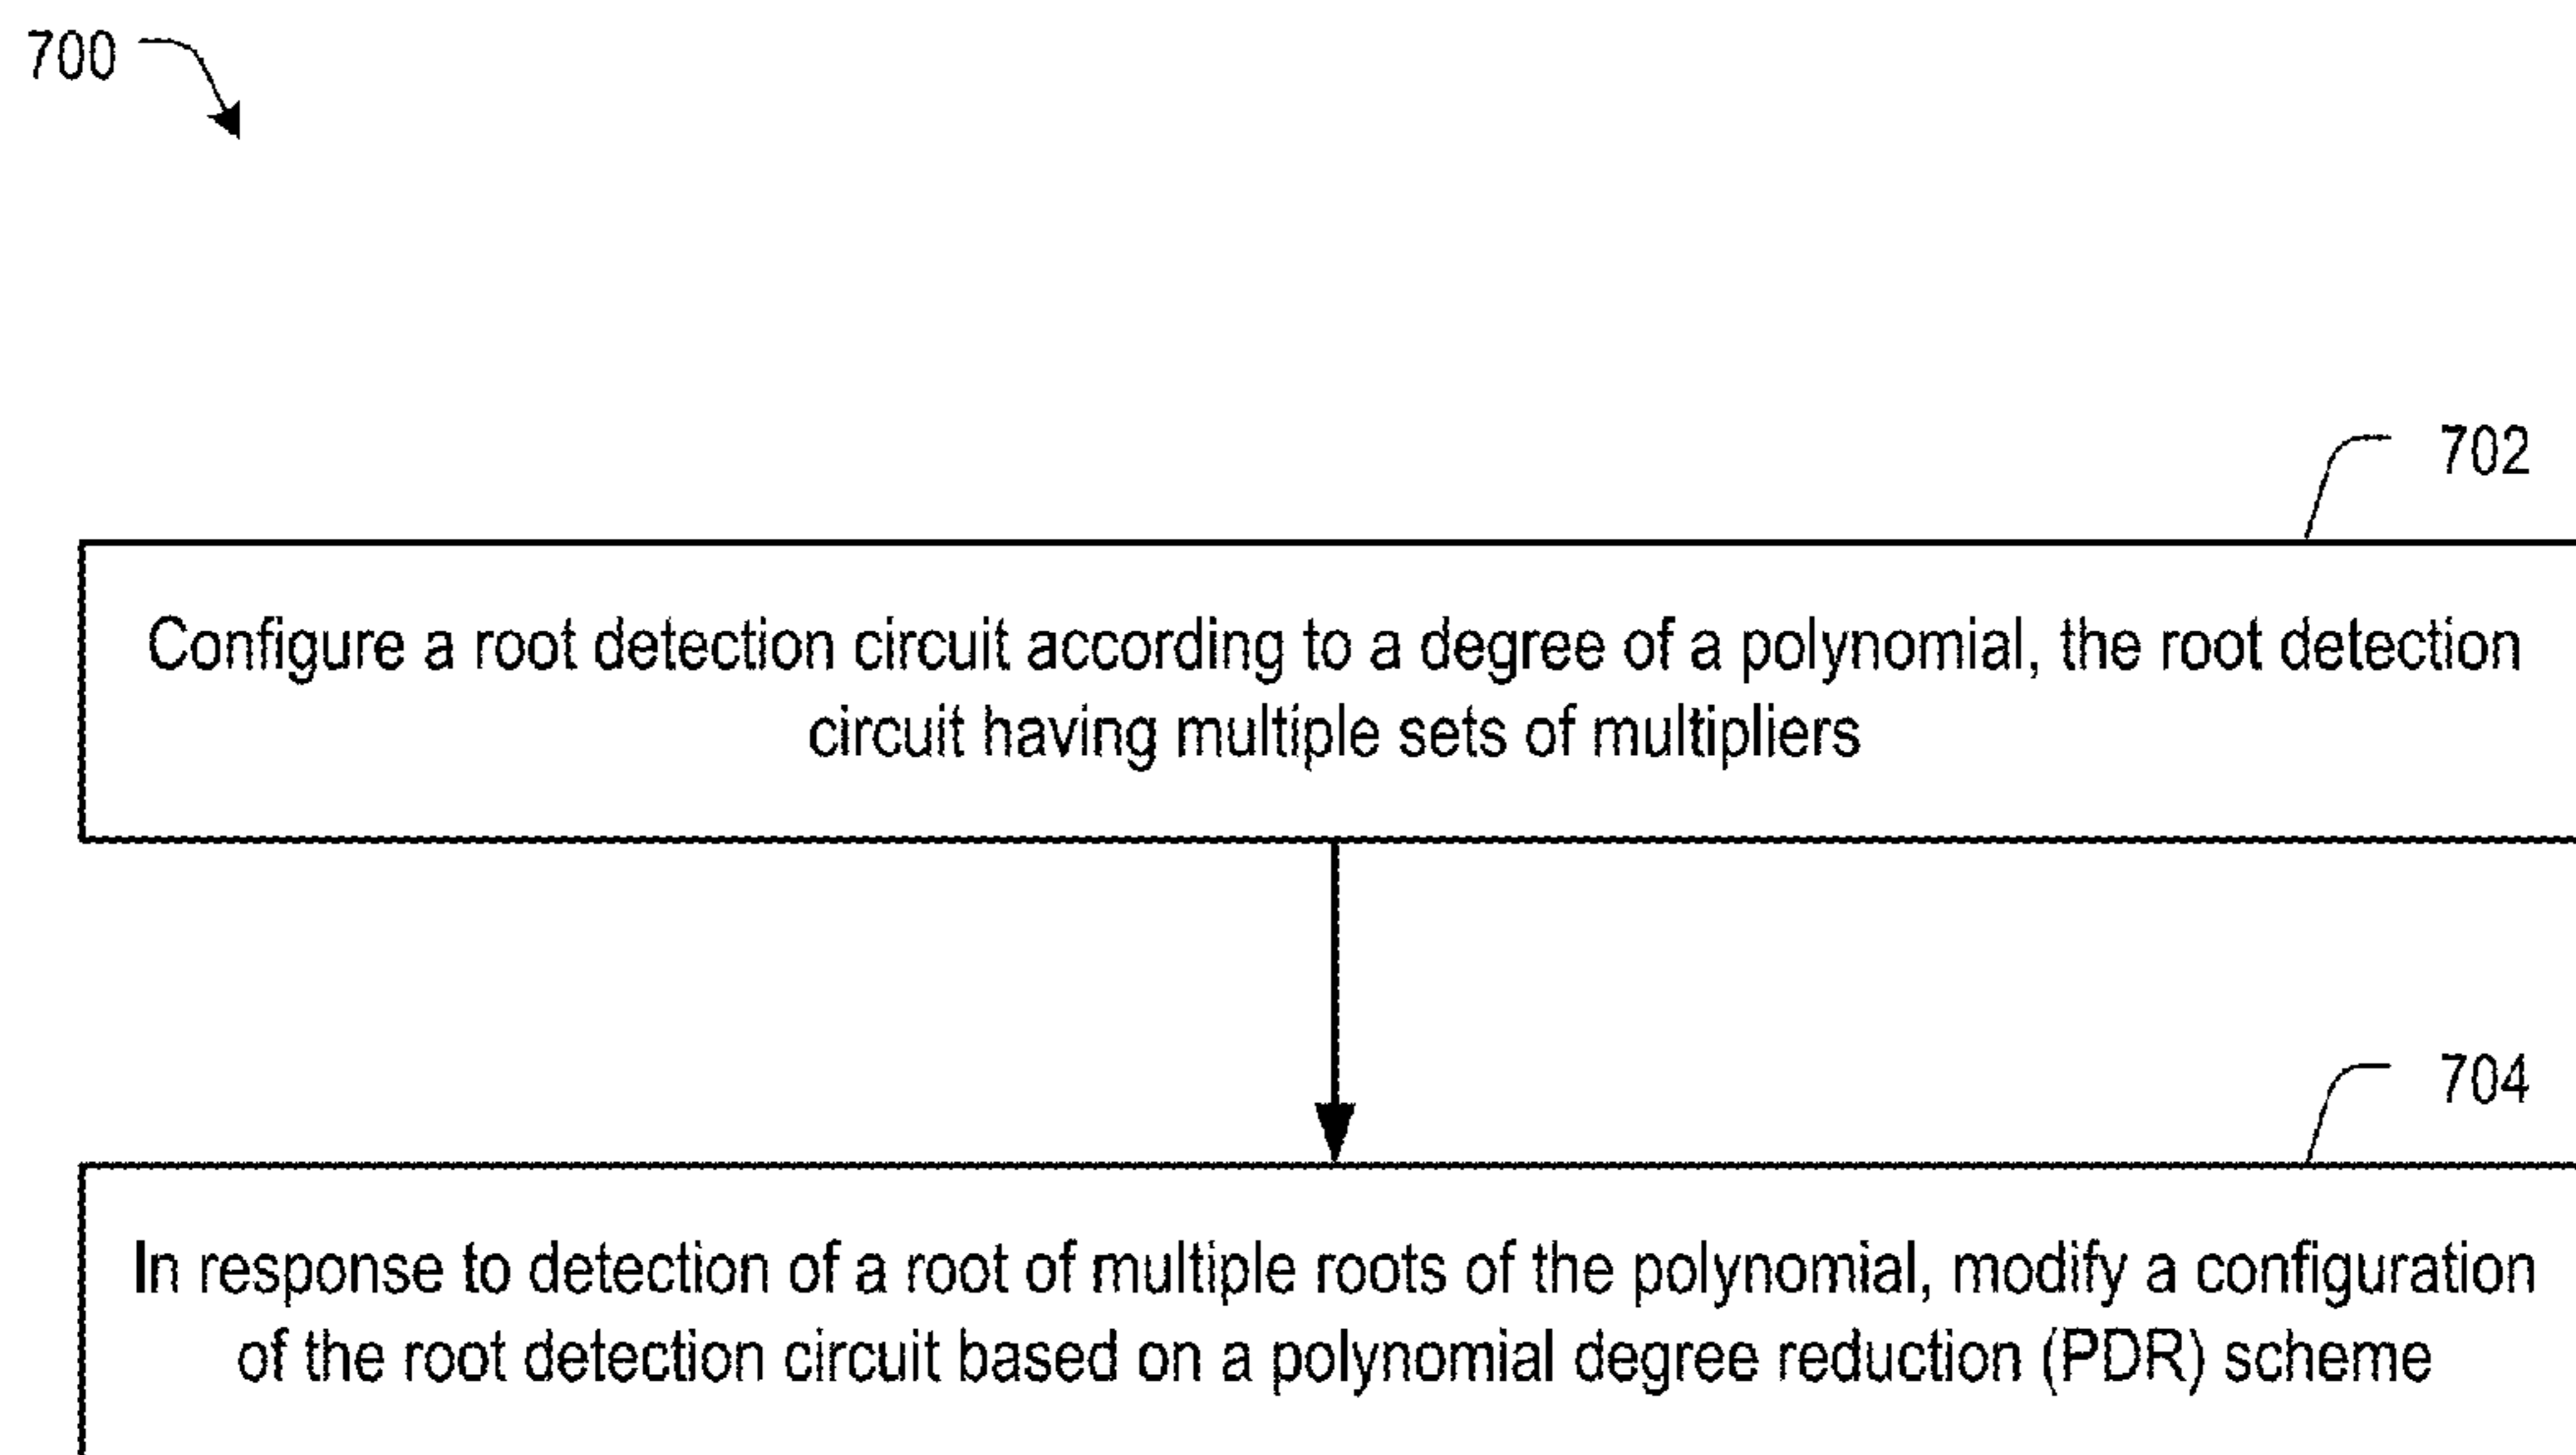 700
702
Configure a root detection circuit according to a degree of a polynomial, the root detection
circuit having multiple sets of multipliers
704
In response to detection of a root of multiple roots of the polynomial, modify a configuration
of the root detection circuit based on a polynomial degree reduction (PDR) scheme